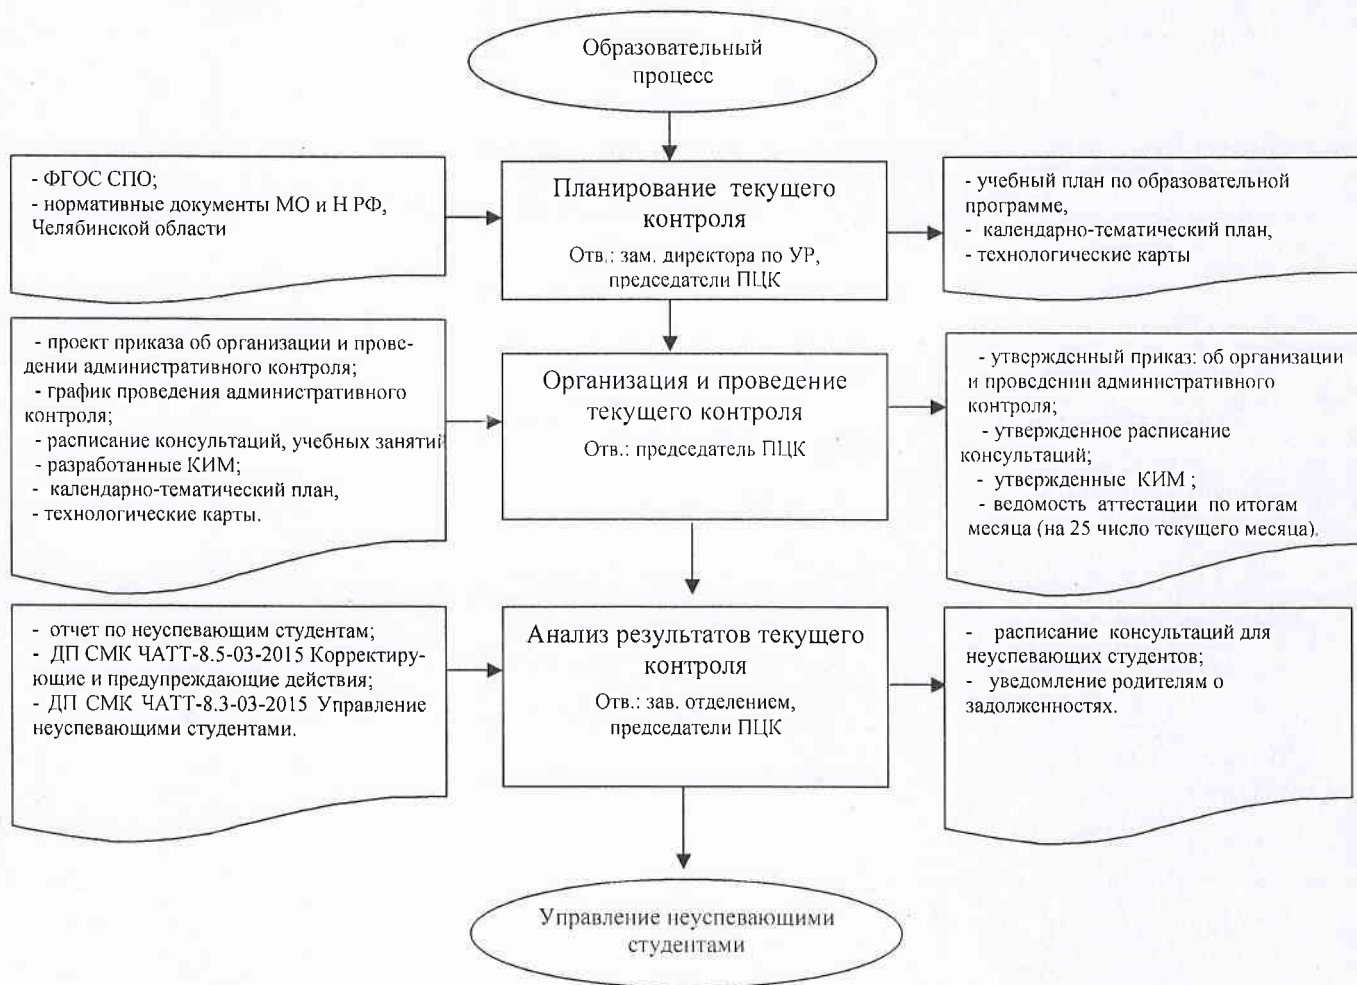 Образовательный
процесс
- ФГОС СПО;
- нормативные документы МО и Н РФ,
Челябинской области
Планирование текущего
контроля
Отв.: зам. директора по УР,
председатели ПЦК
- учебный план по образовательной
программе,
- календарно-тематический план,
- технологические карты
- проект приказа об организации и прове-
дении административного контроля;
- график проведения административного
контроля;
- расписание консультаций, учебных занятий
- разработанные КИМ;
- календарно-тематический план,
- технологические карты.
Организация и проведение
текущего контроля
Отв.: председатель ПЦК
- утвержденный приказ: об организации
и проведении административного
контроля;
- утвержденное расписание
консультаций;
- утвержденные КИМ ;
- ведомость аттестации по итогам
месяца (на 25 число текущего месяца).
- отчет по неуспевающим студентам;
- ДП СМК ЧАТТ-8.5-03-2015 Корректиру-
ющие и предупреждающие действия;
- ДП СМК ЧАТТ-8.3-03-2015 Управление
неуспевающими студентами.
Анализ результатов текущего
контроля
Отв.: зав. отделением,
председатели ПЦК
- расписание консультаций для
неуспевающих студентов;
- уведомление родителям о
задолженностях.
Управление неуспевающими
студентами